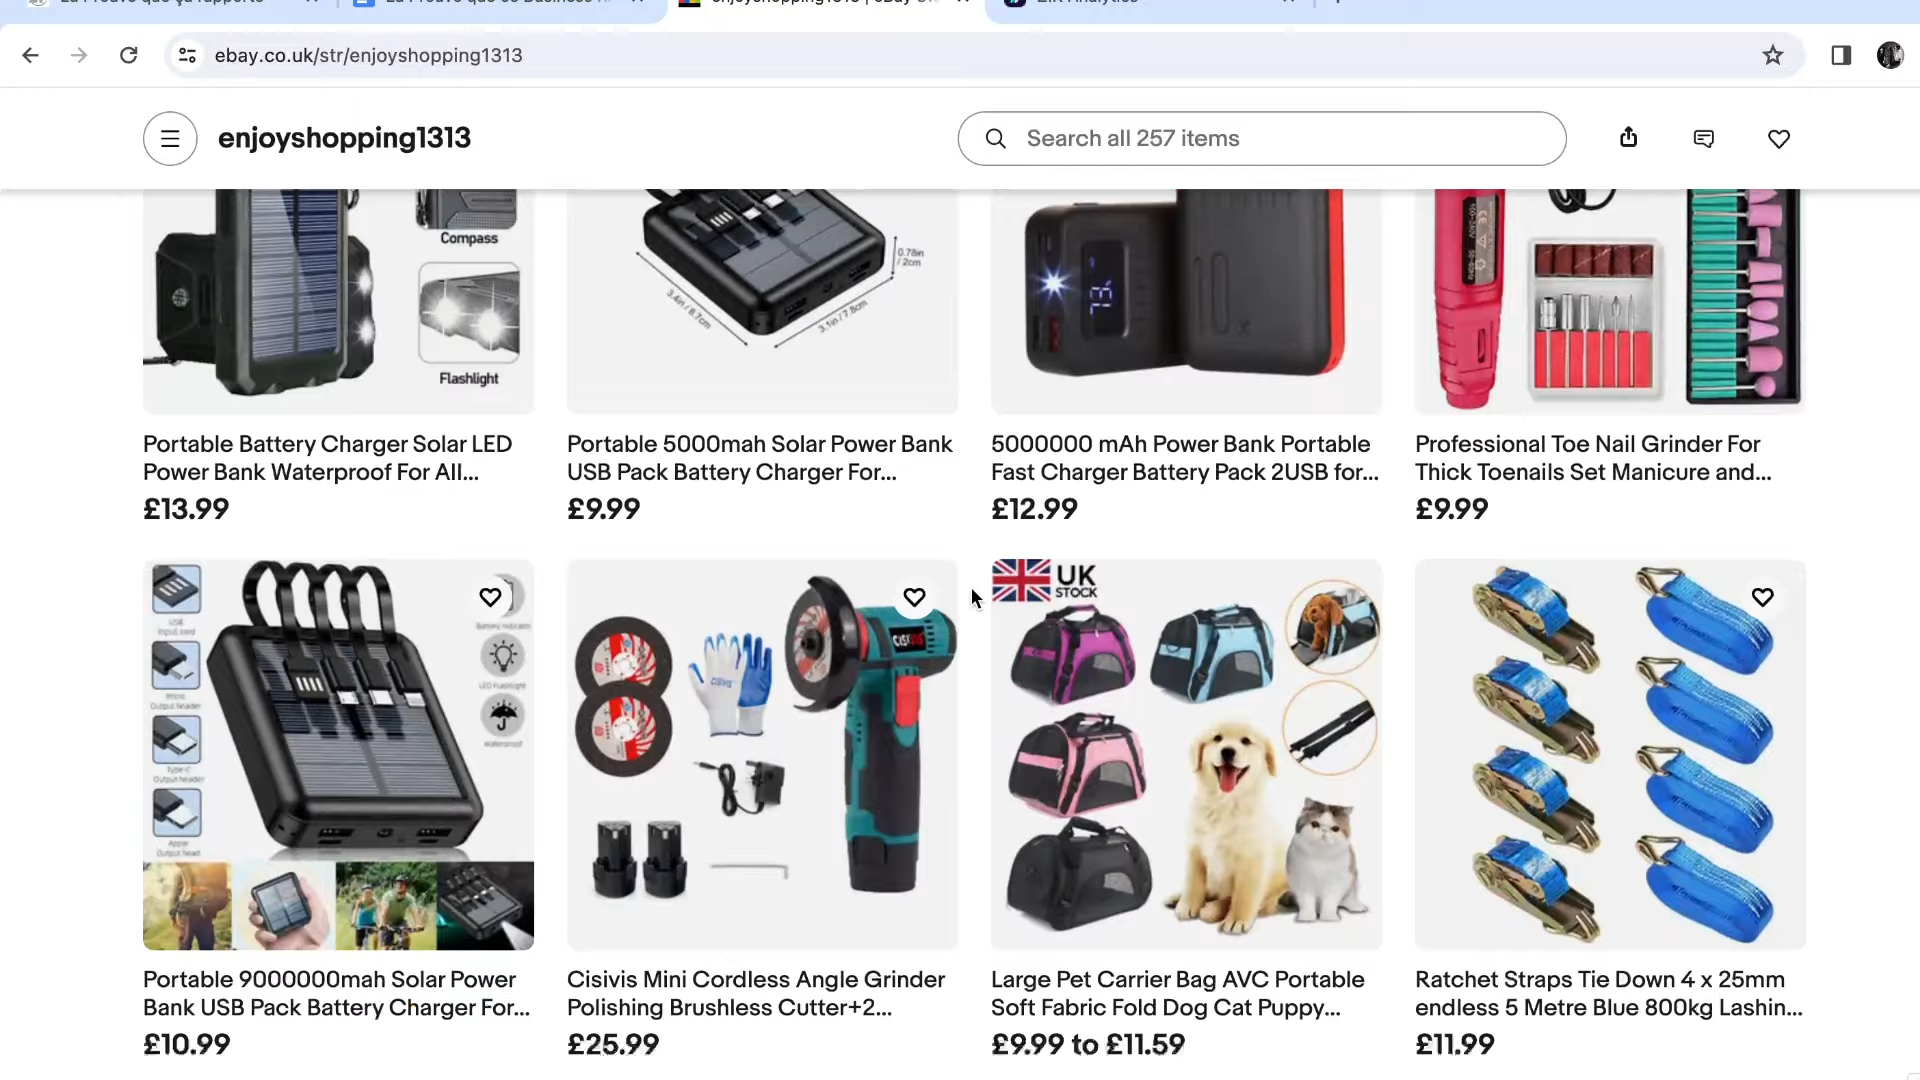 ebay.co.uk/str/enjoyshopping1313
enjoyshopping1313
Search all 257 items
Compass
Flashlight
0.78in
/ 2cm
3.4in / 8.7cm
3.1in / 7.8cm
73
Portable Battery Charger Solar LED
Power Bank Waterproof For All...
£13.99
Portable 5000mah Solar Power Bank
USB Pack Battery Charger For...
£9.99
5000000 mAh Power Bank Portable
Fast Charger Battery Pack 2USB for...
£12.99
Professional Toe Nail Grinder For
Thick Toenails Set Manicure and...
£9.99
USB
Input cord
Micro
Output header
Type-C
Output header
Apple
Output head
LED Flashlight
Waterproof
CISIVIS
UK
STOCK
Portable 9000000mah Solar Power
Bank USB Pack Battery Charger For...
£10.99
Cisivis Mini Cordless Angle Grinder
Polishing Brushless Cutter+2...
£25.99
Large Pet Carrier Bag AVC Portable
Soft Fabric Fold Dog Cat Puppy...
£9.99 to £11.59
Ratchet Straps Tie Down 4 x 25mm
endless 5 Metre Blue 800kg Lashin...
£11.99